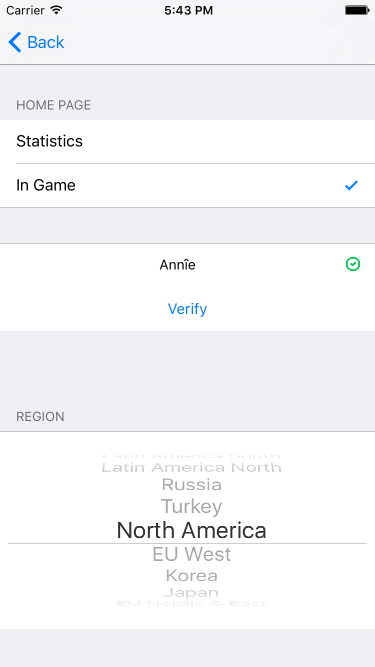 Carrier 5:43 PM
Back
HOME PAGE
Statistics
In Game
Annîe
Verify
REGION
Latin America South
Latin America North
Russia
Turkey
North America
EU West
Korea
Japan
EU Nordic & East